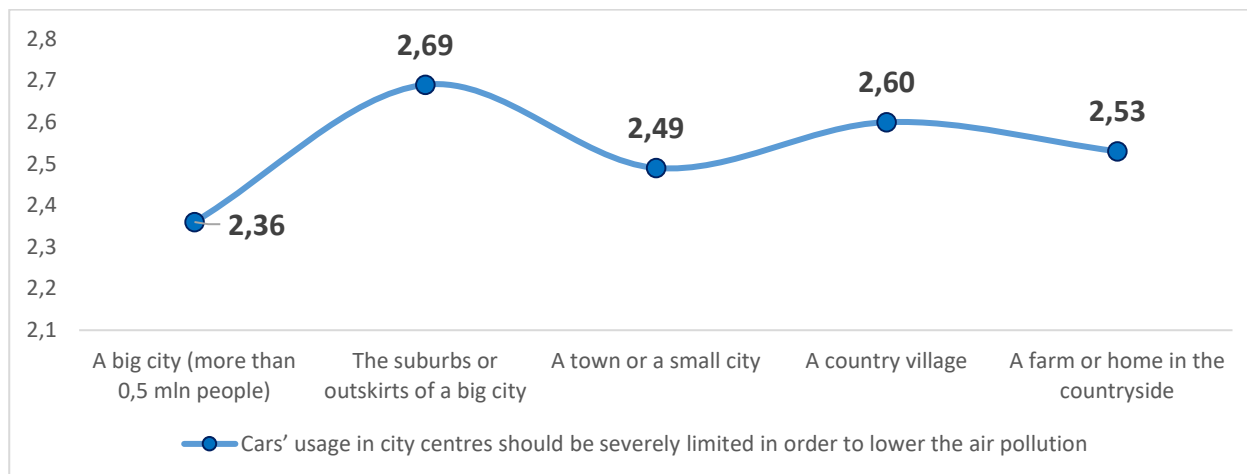 2,8
2,7
2,6
2,5
2,4
2,3
2,2
2,1
2,36
2,69
2,49
2,60
2,53
A big city (more than
0,5 mln people)
The suburbs or
outskirts of a big city
A town or a small city
A country village
A farm or home in the
countryside
Cars’ usage in city centres should be severely limited in order to lower the air pollution